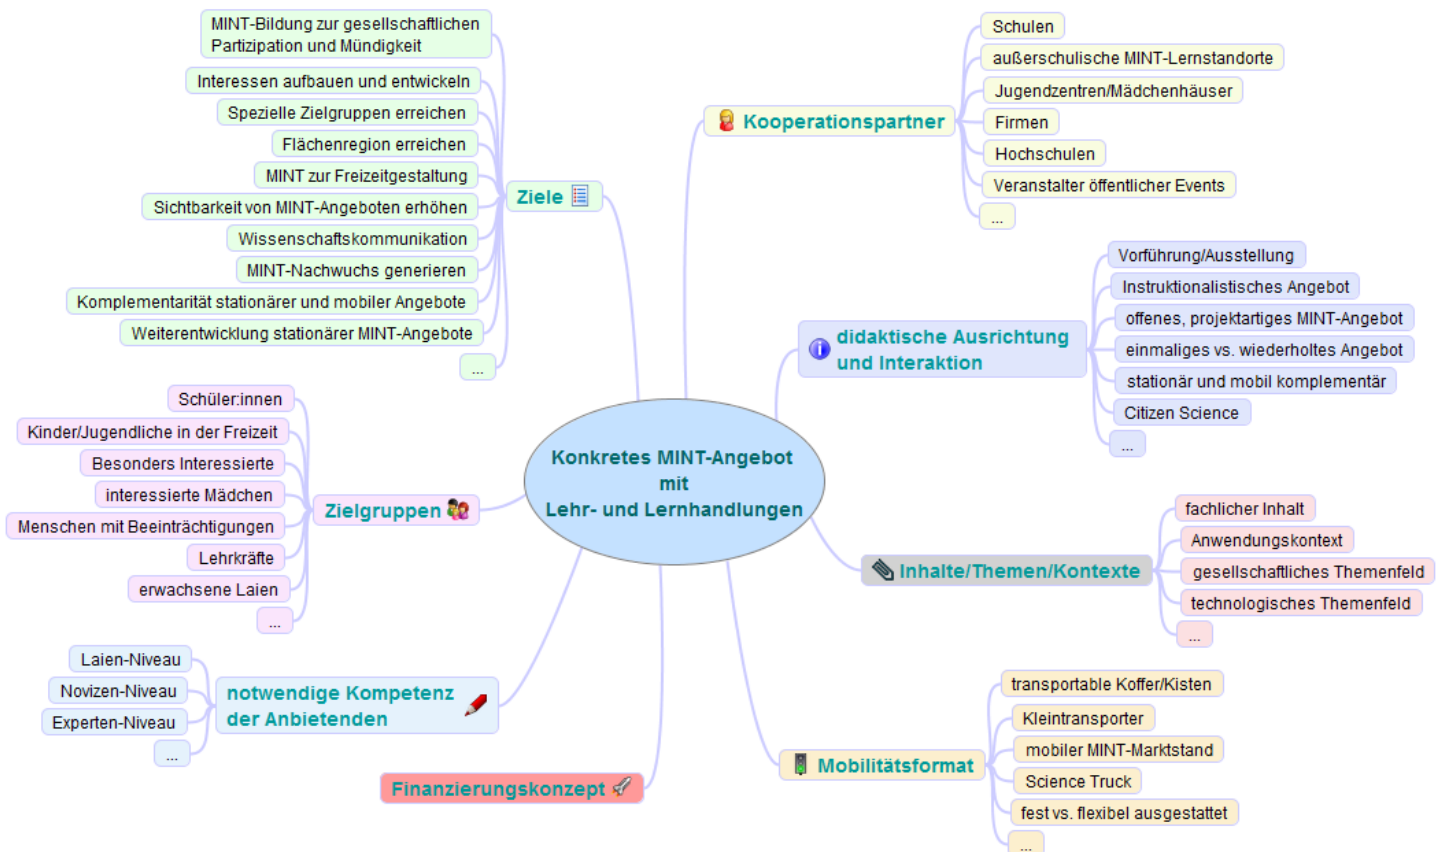 MINT-Bildung zur gesellschaftlichen
Partizipation und Mündigkeit
Interessen aufbauen und entwickeln
Spezielle Zielgruppen erreichen
Flächenregion erreichen
MINT zur Freizeitgestaltung
Sichtbarkeit von MINT-Angeboten erhöhen
Wissenschaftskommunikation
MINT-Nachwuchs generieren
Komplementarität stationärer und mobiler Angebote
Weiterentwicklung stationärer MINT-Angebote
...
Ziele
Schüler:innen
Kinder/Jugendliche in der Freizeit
Besonders Interessierte
interessierte Mädchen
Menschen mit Beeinträchtigungen
Lehrkräfte
erwachsene Laien
...
Zielgruppen
Laien-Niveau
Novizen-Niveau
Experten-Niveau
...
notwendige Kompetenz
der Anbietenden
Finanzierungskonzept
Konkretes MINT-Angebot
mit
Lehr- und Lernhandlungen
Kooperationspartner
Schulen
außerschulische MINT-Lernstandorte
Jugendzentren/Mädchenhäuser
Firmen
Hochschulen
Veranstalter öffentlicher Events
...
didaktische Ausrichtung
und Interaktion
Vorführung/Ausstellung
Instruktionalistisches Angebot
offenes, projektartiges MINT-Angebot
einmaliges vs. wiederholtes Angebot
stationär und mobil komplementär
Citizen Science
...
Inhalte/Themen/Kontexte
fachlicher Inhalt
Anwendungskontext
gesellschaftliches Themenfeld
technologisches Themenfeld
...
Mobilitätsformat
transportable Koffer/Kisten
Kleintransporter
mobiler MINT-Marktstand
Science Truck
fest vs. flexibel ausgestattet
...